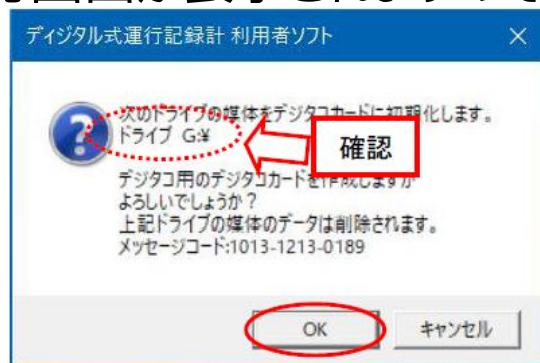 ディジタル式運行記録計 利用者ソフト
次のドライブの媒体をデジタコカードに初期化します。
ドライブ G:¥
確認
デジタコ用のデジタコカードを作成しますが
よろしいでしょうか？
上記ドライブの媒体のデータは削除されます。
メッセージコード:1013-1213-0189
OK
キャンセル